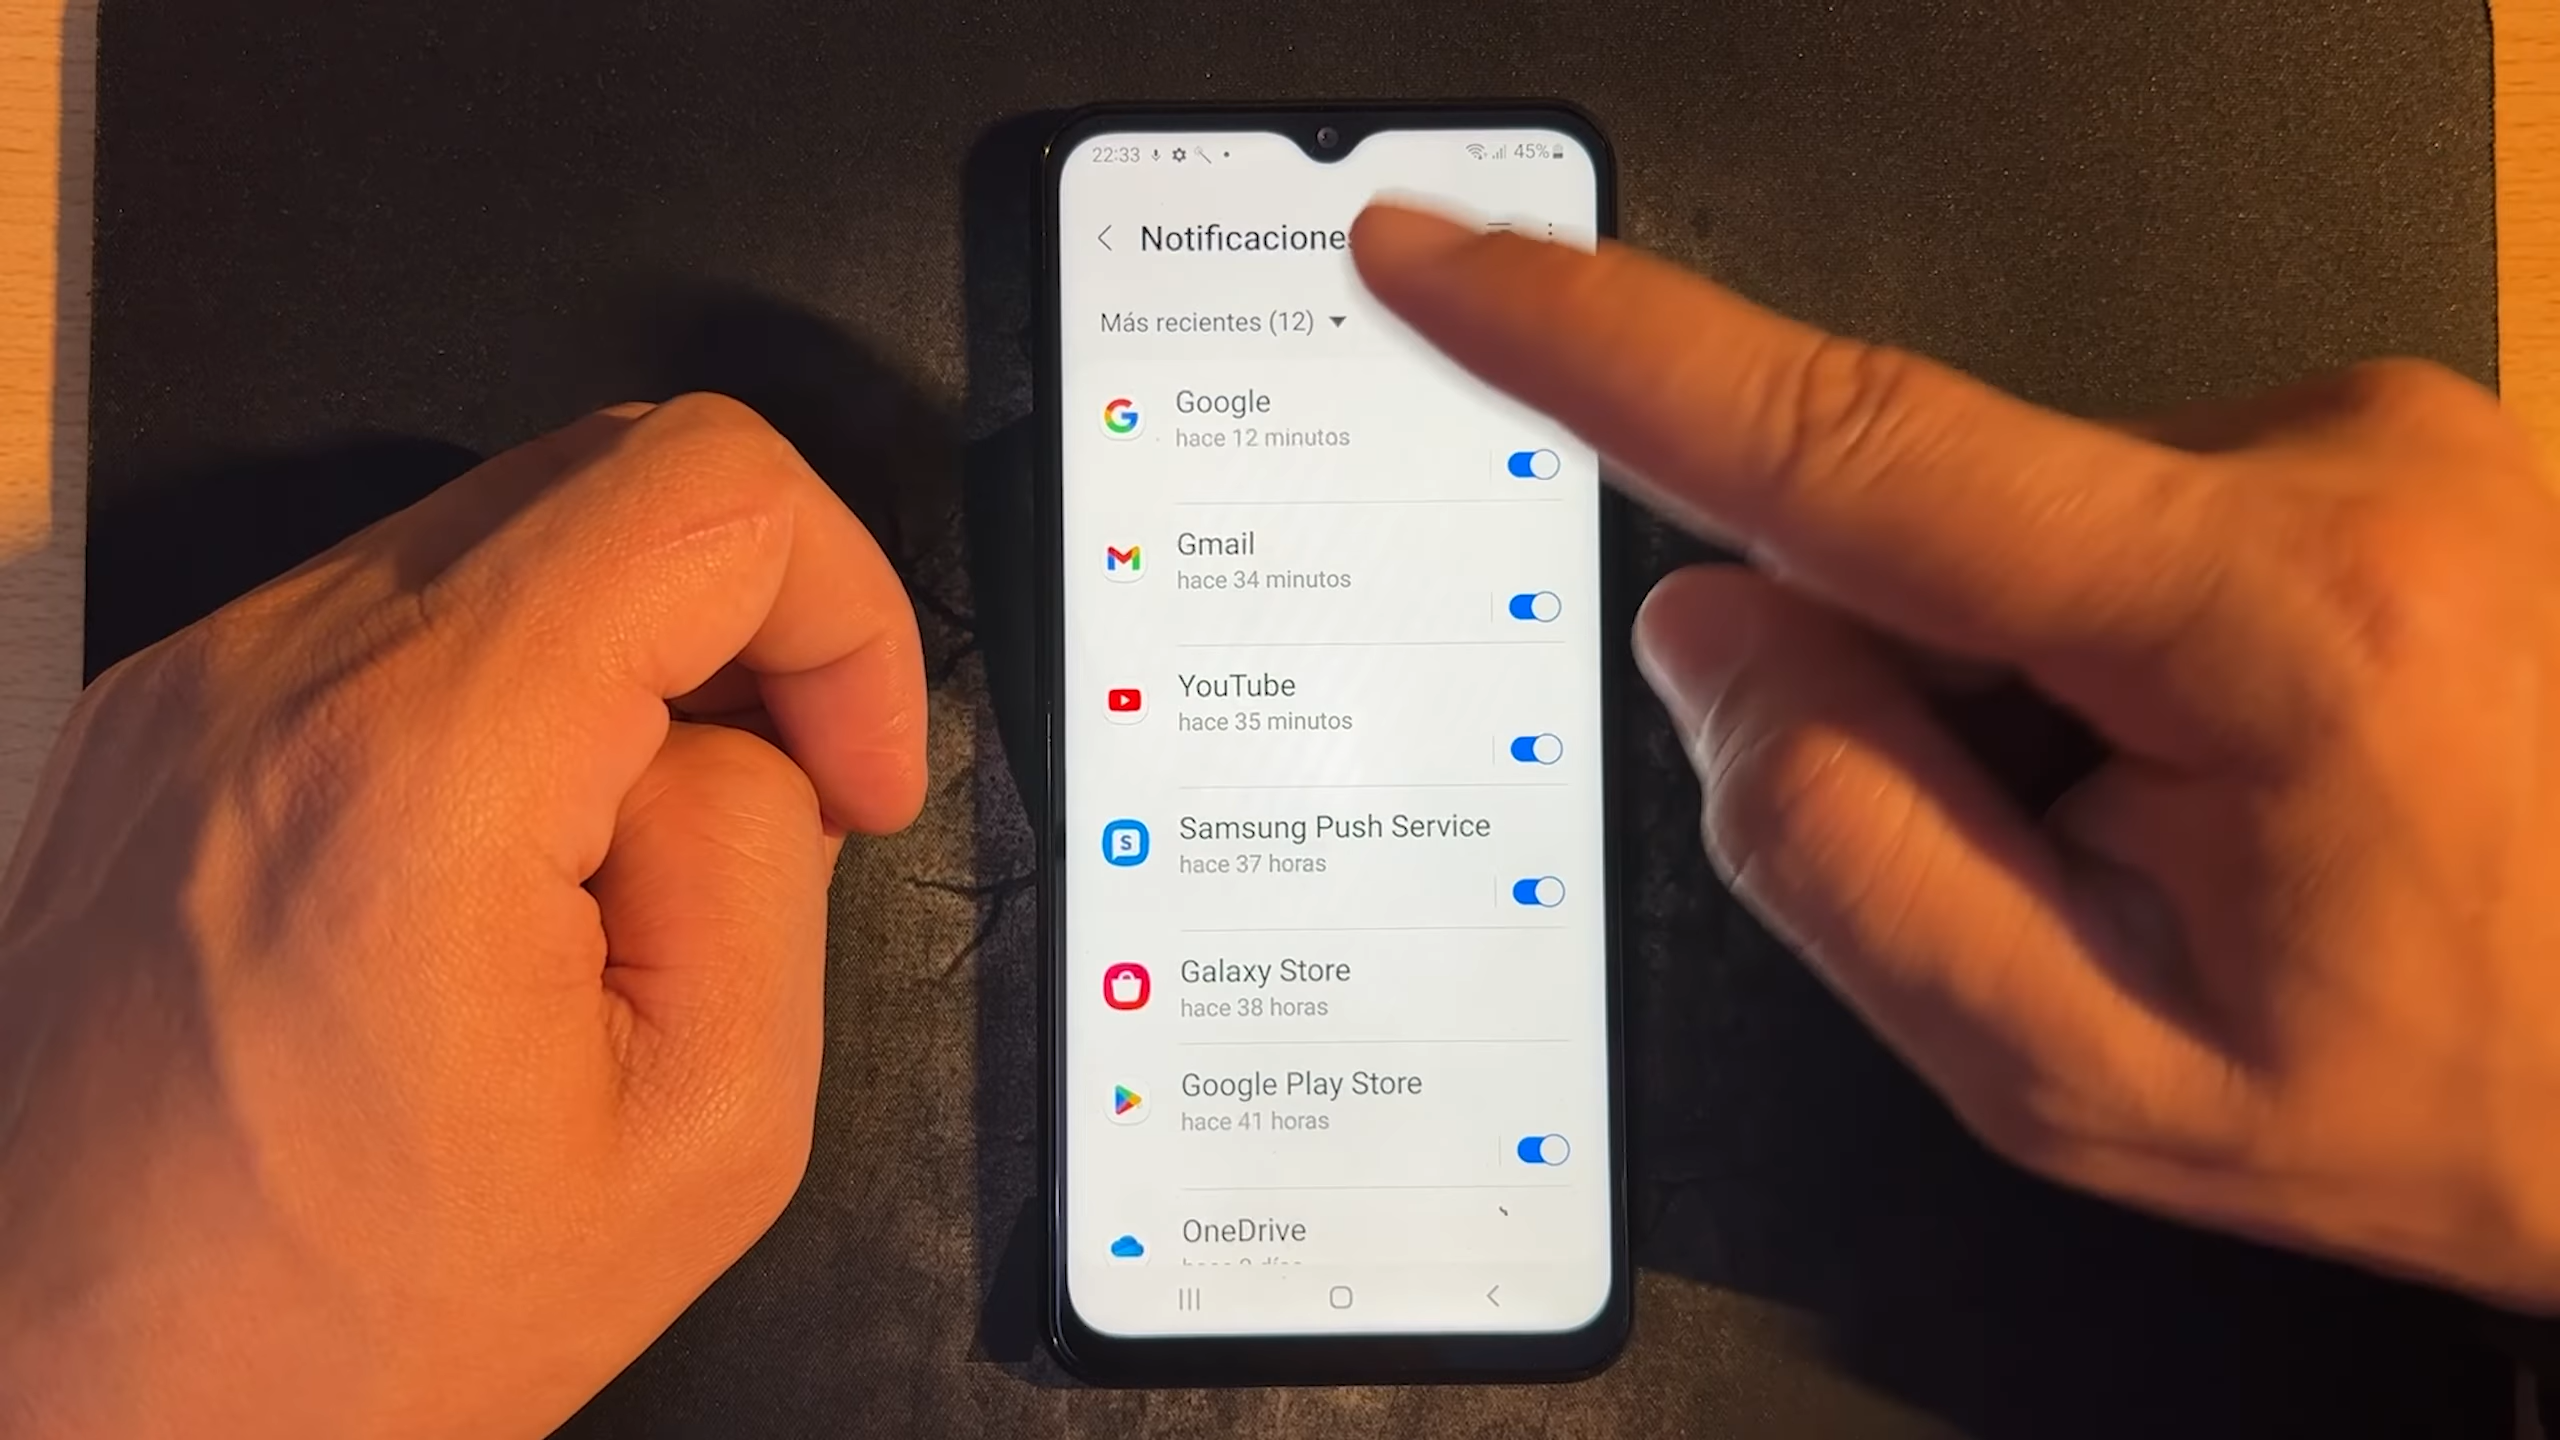 22:33
45%
Notificaciones
Más recientes (12)
Google
hace 12 minutos
Gmail
hace 34 minutos
YouTube
hace 35 minutos
Samsung Push Service
hace 37 horas
Galaxy Store
hace 38 horas
Google Play Store
hace 41 horas
OneDrive